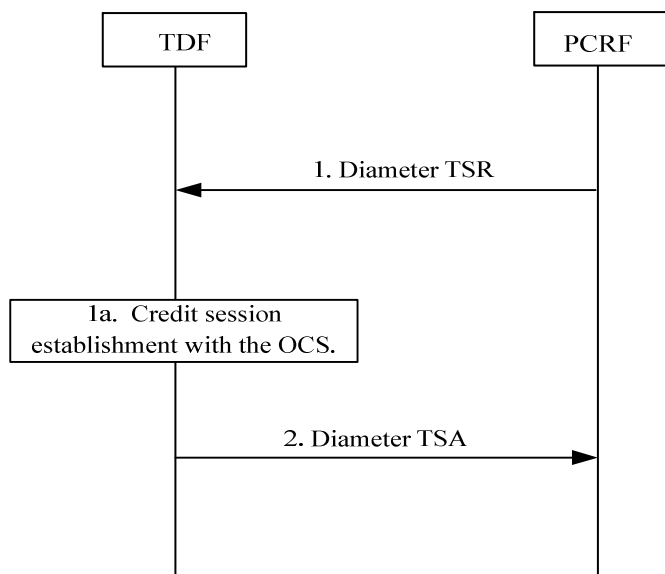 TDF
PCRF
1. Diameter TSR
1a. Credit session
establishment with the OCS.
2. Diameter TSA